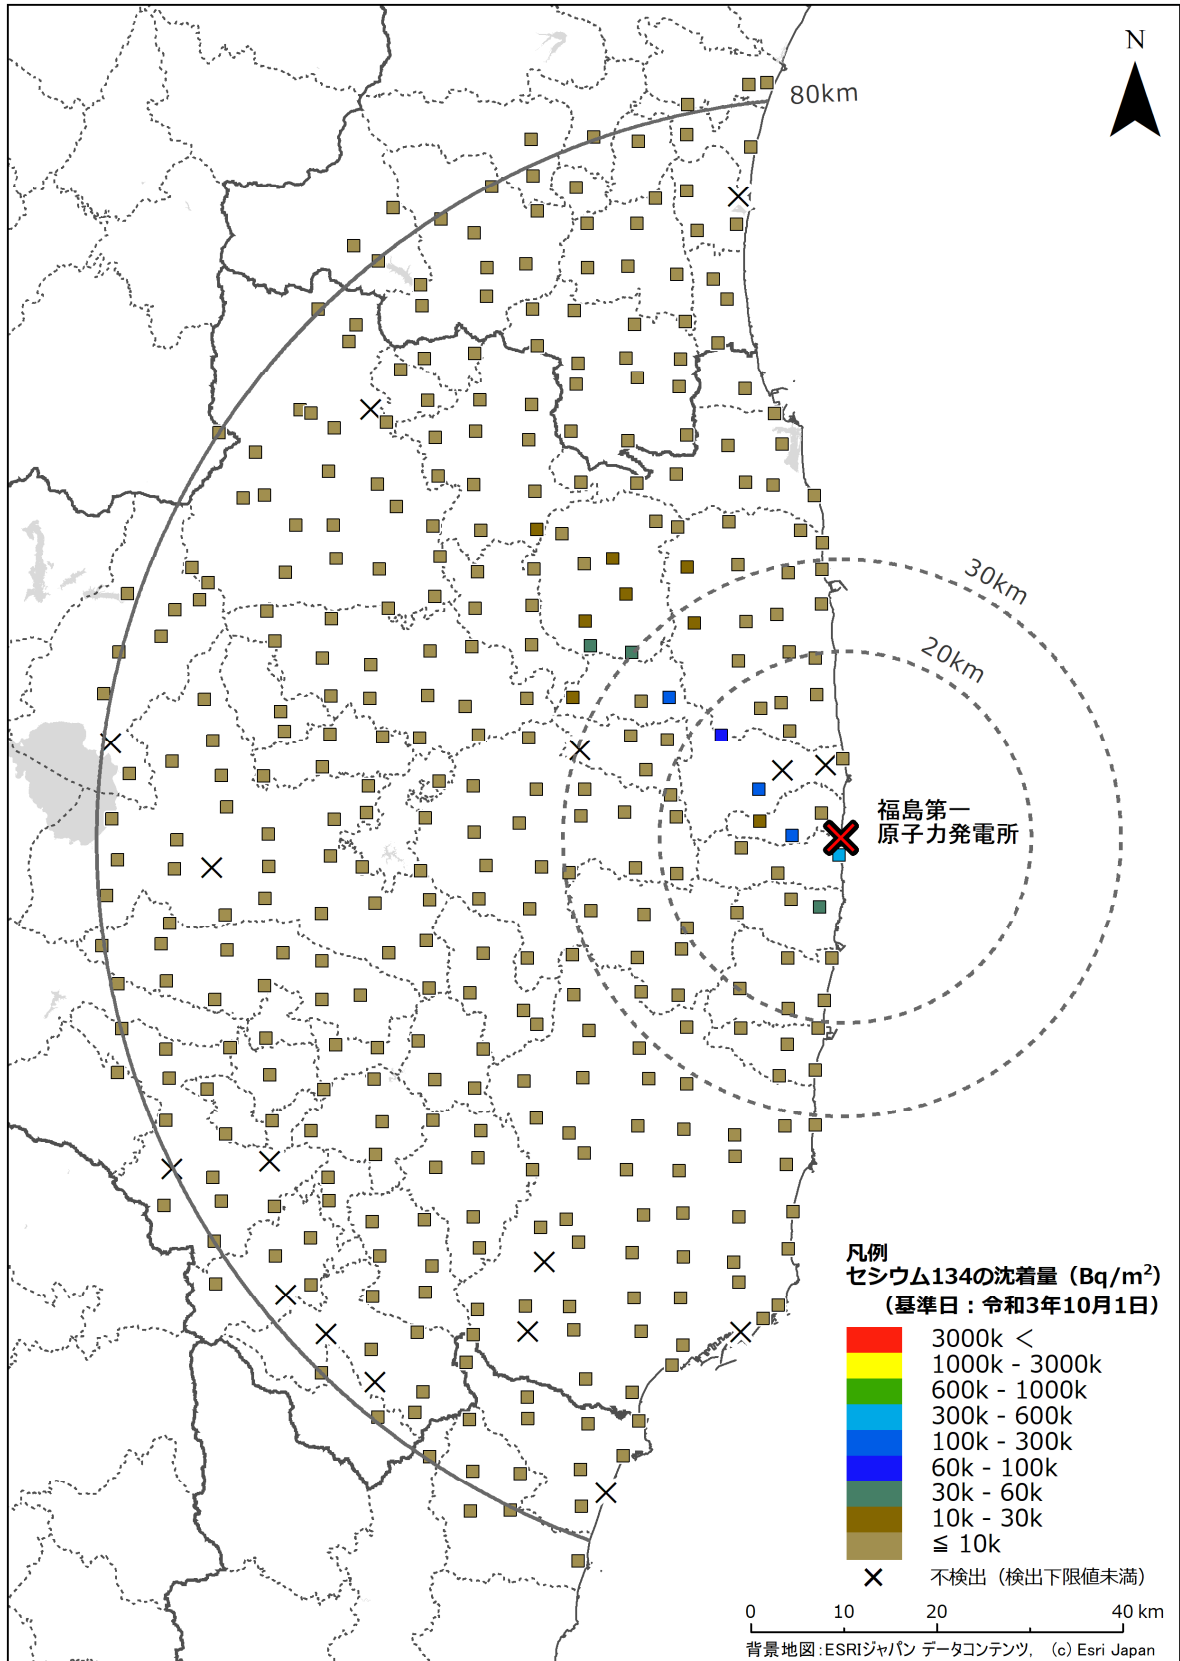 N
80km
30km
20km
福島第一
原子力発電所
凡例
セシウム134の沈着量（Bq/m²）
（基準日：令和3年10月1日）
3000k <
1000k - 3000k
600k - 1000k
300k - 600k
100k - 300k
60k - 100k
30k - 60k
10k - 30k
≦ 10k
不検出（検出下限値未満）
0 10 20 40 km
背景地図:ESRIジャパン データコンテンツ, (c) Esri Japan